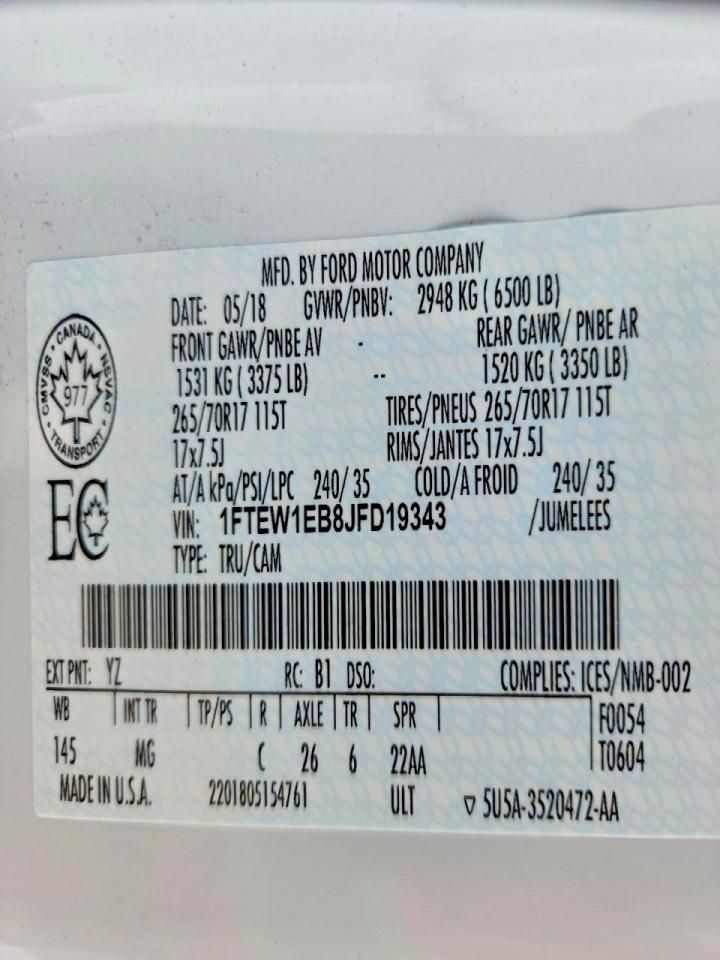 MFD. BY FORD MOTOR COMPANY
DATE: 05/18 GVWR/PNBV: 2948 KG ( 6500 LB)
FRONT GAWR/PNBE AV - REAR GAWR/ PNBE AR
1531 KG ( 3375 LB) -- 1520 KG ( 3350 LB)
265/70R17 115T TIRES/PNEUS 265/70R17 115T
17x7.5J RIMS/JANTES 17x7.5J
AT/A kPa/PSI/LPC 240/ 35 COLD/A FROID 240/ 35
VIN: 1FTEW1EB8JFD19343 /JUMELEES
TYPE: TRU/CAM
CANADA
CMVSS · NSVAC
977
TRANSPORT
EC
EXT PNT: YZ RC: B1 DSO: COMPLIES: ICES/NMB-002
WB INT TR TP/PS R AXLE TR SPR F0054
145 MG C 26 6 22AA T0604
MADE IN U.S.A. 2201805154761 ULT ▽ 5U5A-3520472-AA